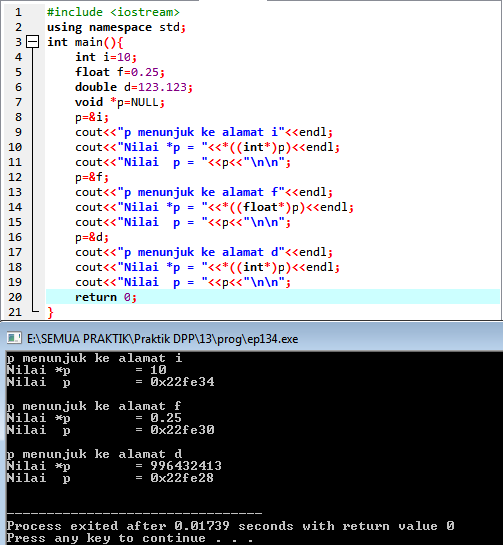 1 #include <iostream>
2 using namespace std;
3 int main(){
4 int i=10;
5 float f=0.25;
6 double d=123.123;
7 void *p=NULL;
8 p=&i;
9 cout<<"p menunjuk ke alamat i"<<endl;
10 cout<<"Nilai *p = "<<*((int*)p)<<endl;
11 cout<<"Nilai  p = "<<p<<"\n\n";
12 p=&f;
13 cout<<"p menunjuk ke alamat f"<<endl;
14 cout<<"Nilai *p = "<<*((float*)p)<<endl;
15 cout<<"Nilai  p = "<<p<<"\n\n";
16 p=&d;
17 cout<<"p menunjuk ke alamat d"<<endl;
18 cout<<"Nilai *p = "<<*((int*)p)<<endl;
19 cout<<"Nilai  p = "<<p<<"\n\n";
20 return 0;
21 }
E:\SEMUA PRAKTIK\Praktik DPP\13\prog\ep134.exe
p menunjuk ke alamat i
Nilai *p = 10
Nilai  p = 0x22fe34
p menunjuk ke alamat f
Nilai *p = 0.25
Nilai  p = 0x22fe30
p menunjuk ke alamat d
Nilai *p = 996432413
Nilai  p = 0x22fe28
--------------------------------
Process exited after 0.01739 seconds with return value 0
Press any key to continue . . .